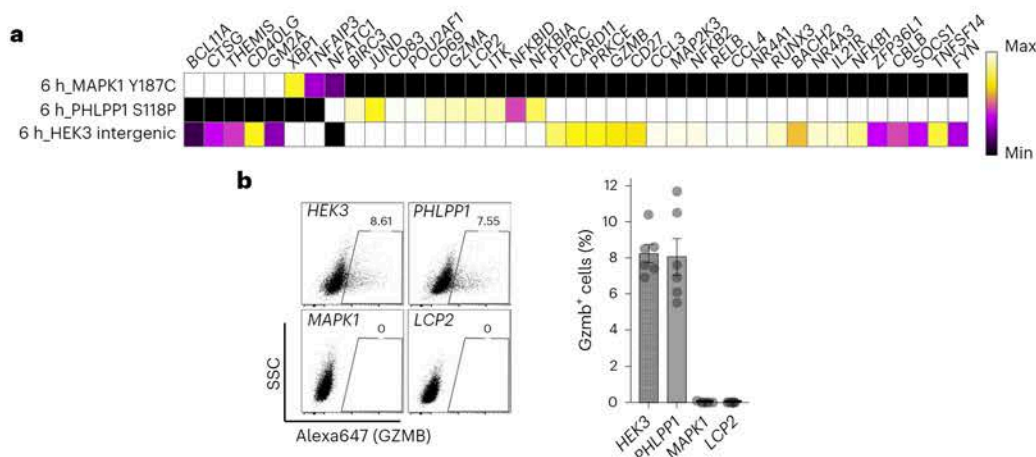 a
BCL11A CTSG THEMIS CD40LG GM2A XBP1 TNFAIP3 NFATC1 BIRC3 JUND CD83 POU2AF1 CD69 GZMA LCP2 ITK NFKBID NFKBIA PTPRC CARD11 PRKCE GZMB CD27 CCL3 MAP2K3 NFKB2 RELB CCL4 NR4A1 RUNX3 BACH2 NR4A3 IL21R NFKB1 ZFP36L1 CBLB SOCS1 TNFSF14 FYN
Max
6 h_MAPK1 Y187C
6 h_PHLPP1 S118P
6 h_HEK3 intergenic
Min
b
HEK3
8.61
PHLPP1
7.55
MAPK1
0
LCP2
0
SSC
Alexa647 (GZMB)
Gzmb⁺ cells (%)
12
10
8
6
4
2
0
HEK3
PHLPP1
MAPK1
LCP2